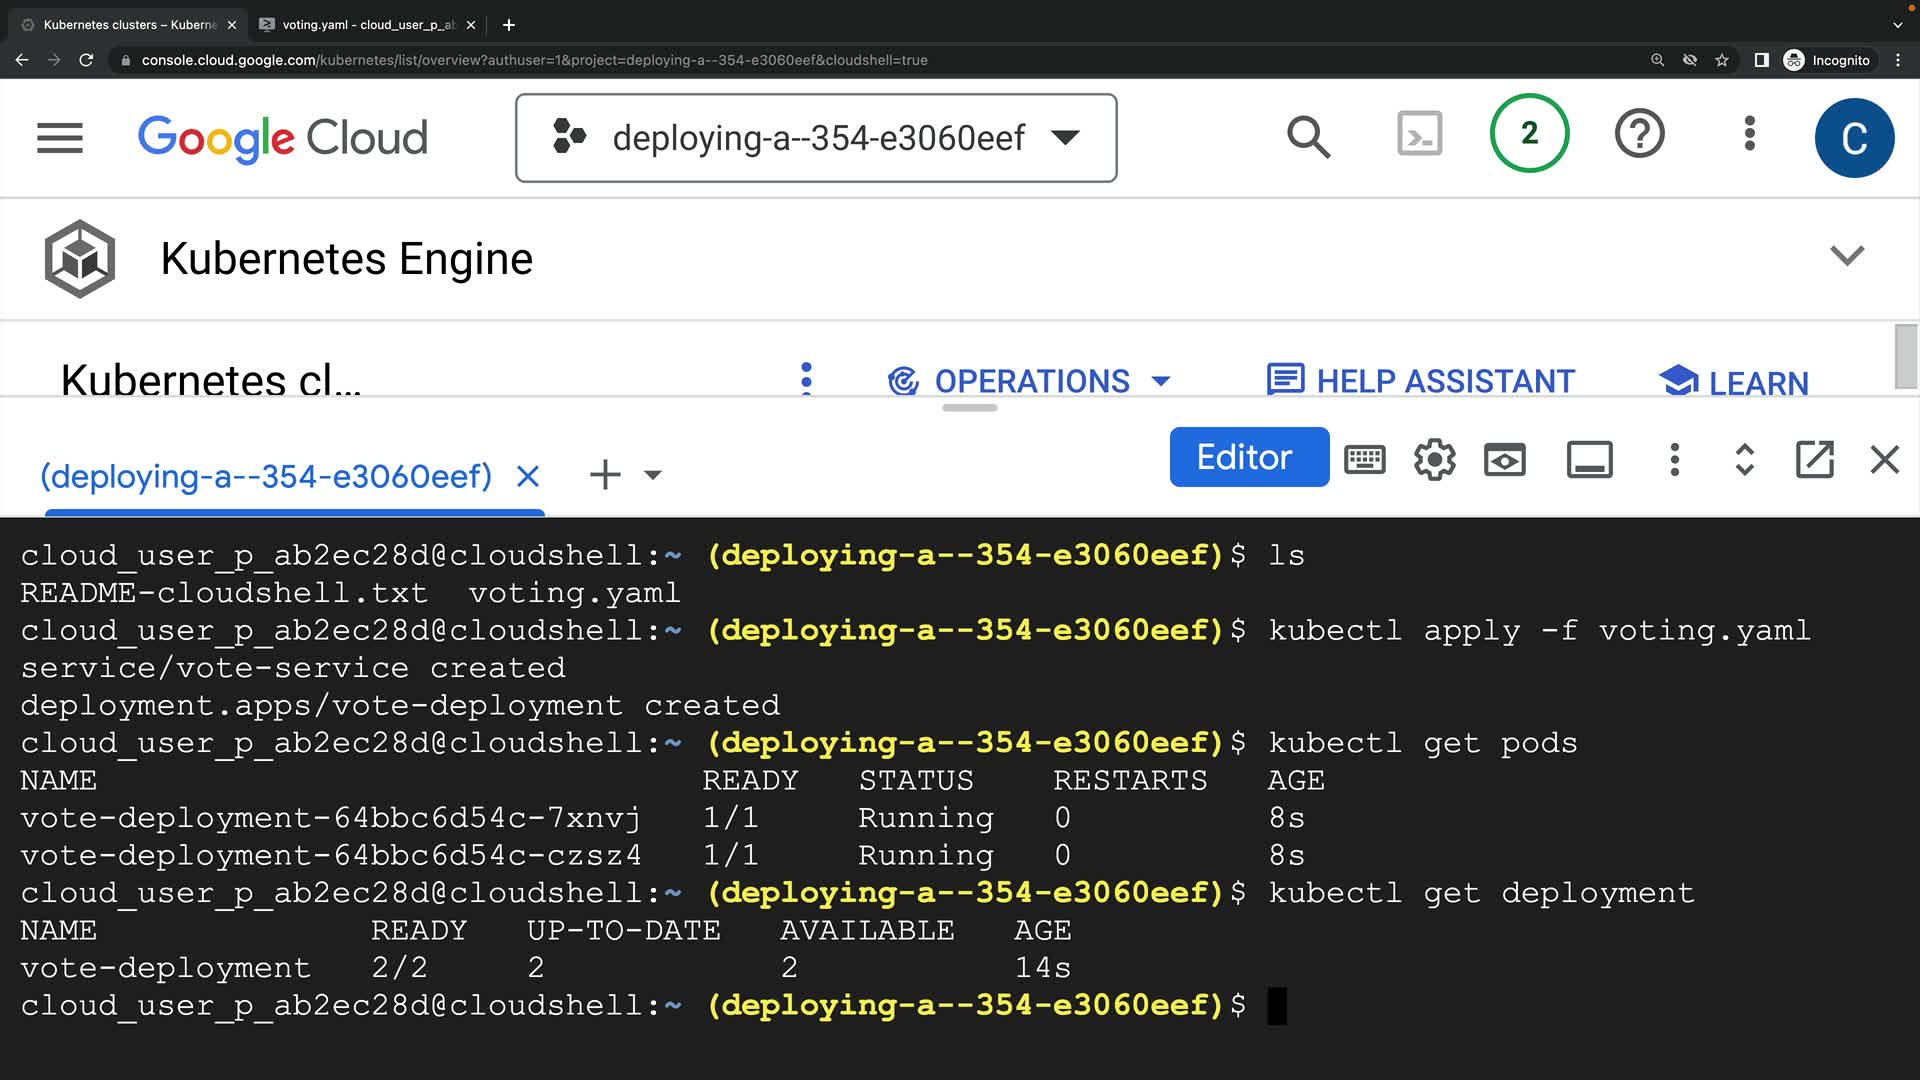 Kubernetes clusters – Kuberne
voting.yaml - cloud_user_p_ab
console.cloud.google.com/kubernetes/list/overview?authuser=1&project=deploying-a--354-e3060eef&cloudshell=true
Incognito
Google Cloud
deploying-a--354-e3060eef
2
C
Kubernetes Engine
Kubernetes cl...
OPERATIONS
HELP ASSISTANT
LEARN
(deploying-a--354-e3060eef)
Editor
cloud_user_p_ab2ec28d@cloudshell:~ (deploying-a--354-e3060eef)$ ls
README-cloudshell.txt voting.yaml
cloud_user_p_ab2ec28d@cloudshell:~ (deploying-a--354-e3060eef)$ kubectl apply -f voting.yaml
service/vote-service created
deployment.apps/vote-deployment created
cloud_user_p_ab2ec28d@cloudshell:~ (deploying-a--354-e3060eef)$ kubectl get pods
NAME READY STATUS RESTARTS AGE
vote-deployment-64bbc6d54c-7xnvj 1/1 Running 0 8s
vote-deployment-64bbc6d54c-czsz4 1/1 Running 0 8s
cloud_user_p_ab2ec28d@cloudshell:~ (deploying-a--354-e3060eef)$ kubectl get deployment
NAME READY UP-TO-DATE AVAILABLE AGE
vote-deployment 2/2 2 2 14s
cloud_user_p_ab2ec28d@cloudshell:~ (deploying-a--354-e3060eef)$